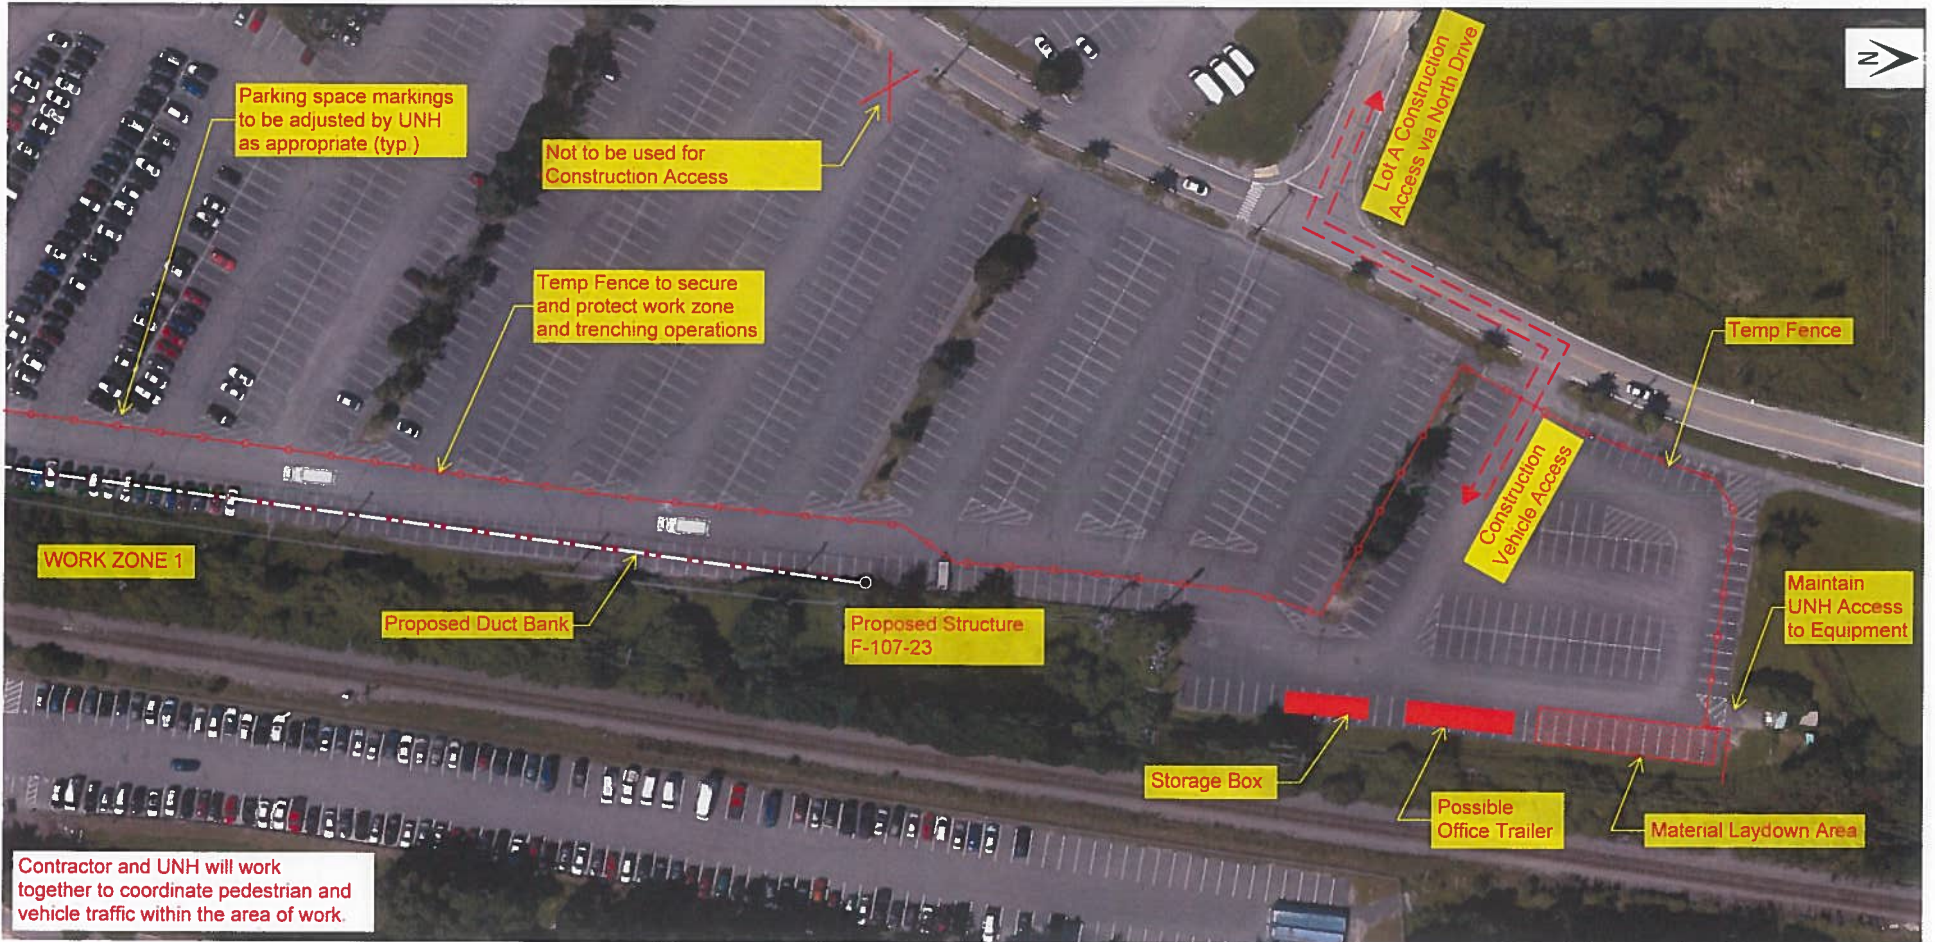 Lot A Construction
Access via North Drive
N
Parking space markings
to be adjusted by UNH
as appropriate (typ )
Not to be used for
Construction Access
Temp Fence to secure
and protect work zone
and trenching operations
Temp Fence
Construction
Vehicle Access
WORK ZONE 1
Maintain
UNH Access
to Equipment
Proposed Duct Bank
Proposed Structure
F-107-23
Storage Box
Possible
Office Trailer
Material Laydown Area
Contractor and UNH will work
together to coordinate pedestrian and
vehicle traffic within the area of work.